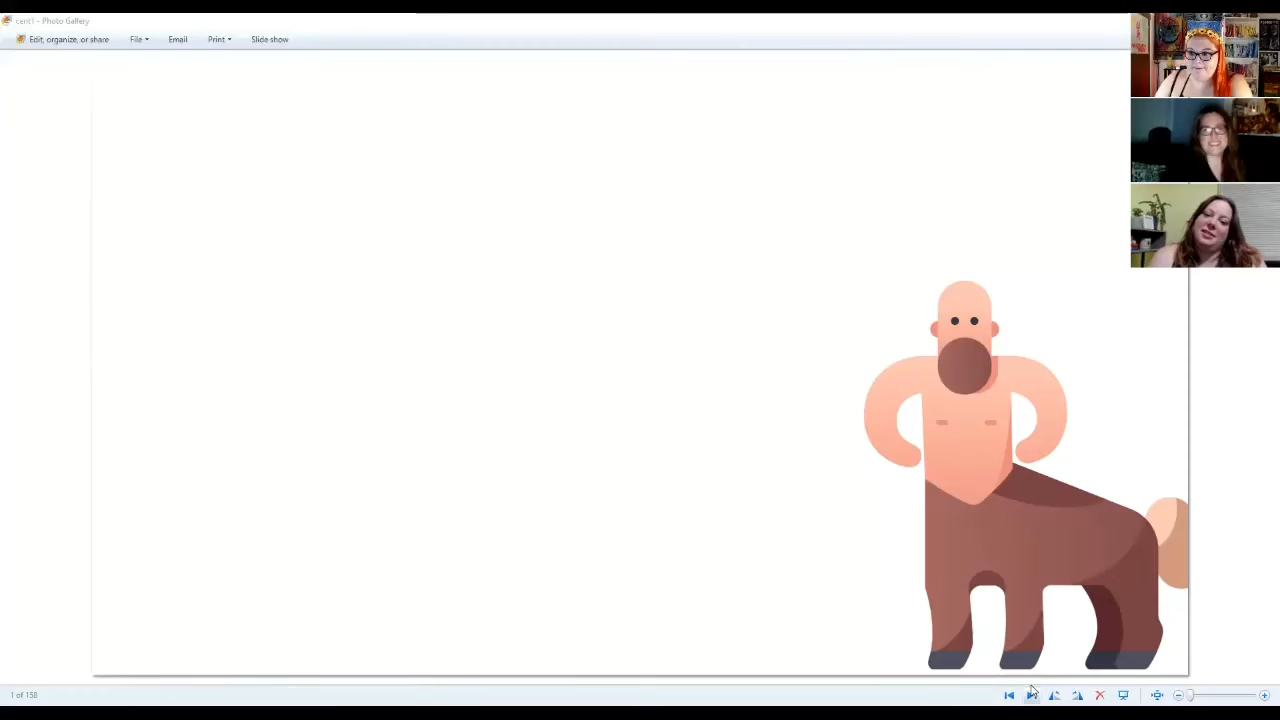 cent1 - Photo Gallery
Edit, organize, or share File Email Print Slide show
1 of 158